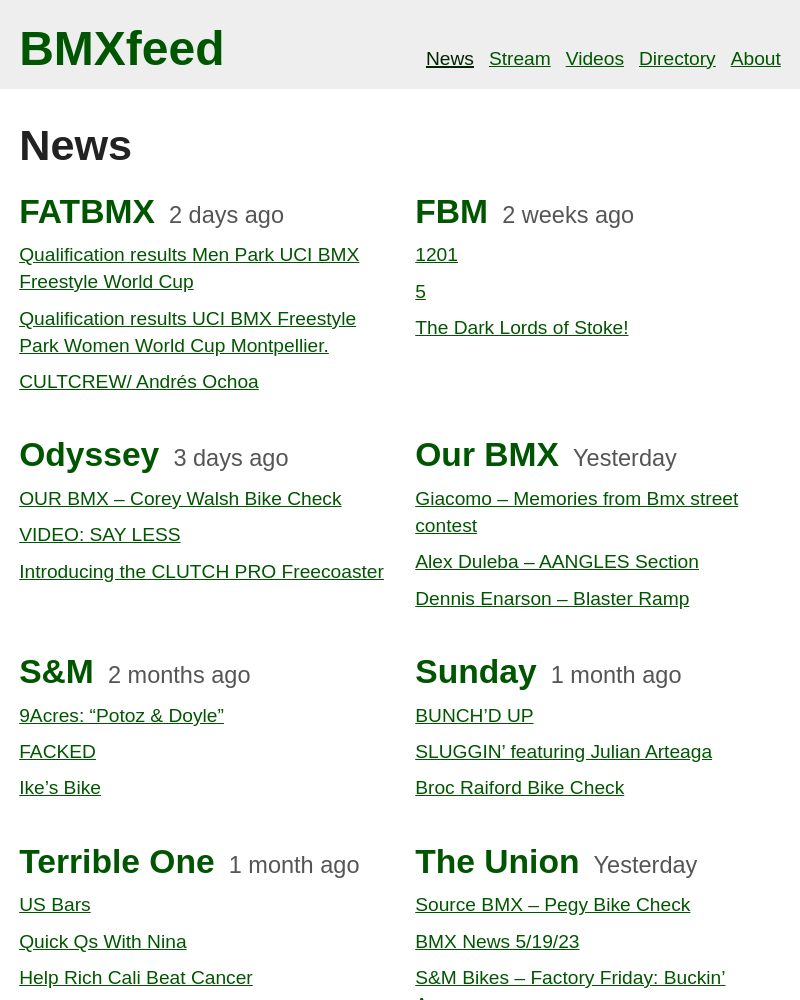 BMXfeed
News Stream Videos Directory About
News
FATBMX 2 days ago
Qualification results Men Park UCI BMX
Freestyle World Cup
Qualification results UCI BMX Freestyle
Park Women World Cup Montpellier.
CULTCREW/ Andrés Ochoa
FBM 2 weeks ago
1201
5
The Dark Lords of Stoke!
Odyssey 3 days ago
OUR BMX – Corey Walsh Bike Check
VIDEO: SAY LESS
Introducing the CLUTCH PRO Freecoaster
Our BMX Yesterday
Giacomo – Memories from Bmx street
contest
Alex Duleba – AANGLES Section
Dennis Enarson – Blaster Ramp
S&M 2 months ago
9Acres: “Potoz & Doyle”
FACKED
Ike’s Bike
Sunday 1 month ago
BUNCH’D UP
SLUGGIN’ featuring Julian Arteaga
Broc Raiford Bike Check
Terrible One 1 month ago
US Bars
Quick Qs With Nina
Help Rich Cali Beat Cancer
The Union Yesterday
Source BMX – Pegy Bike Check
BMX News 5/19/23
S&M Bikes – Factory Friday: Buckin’